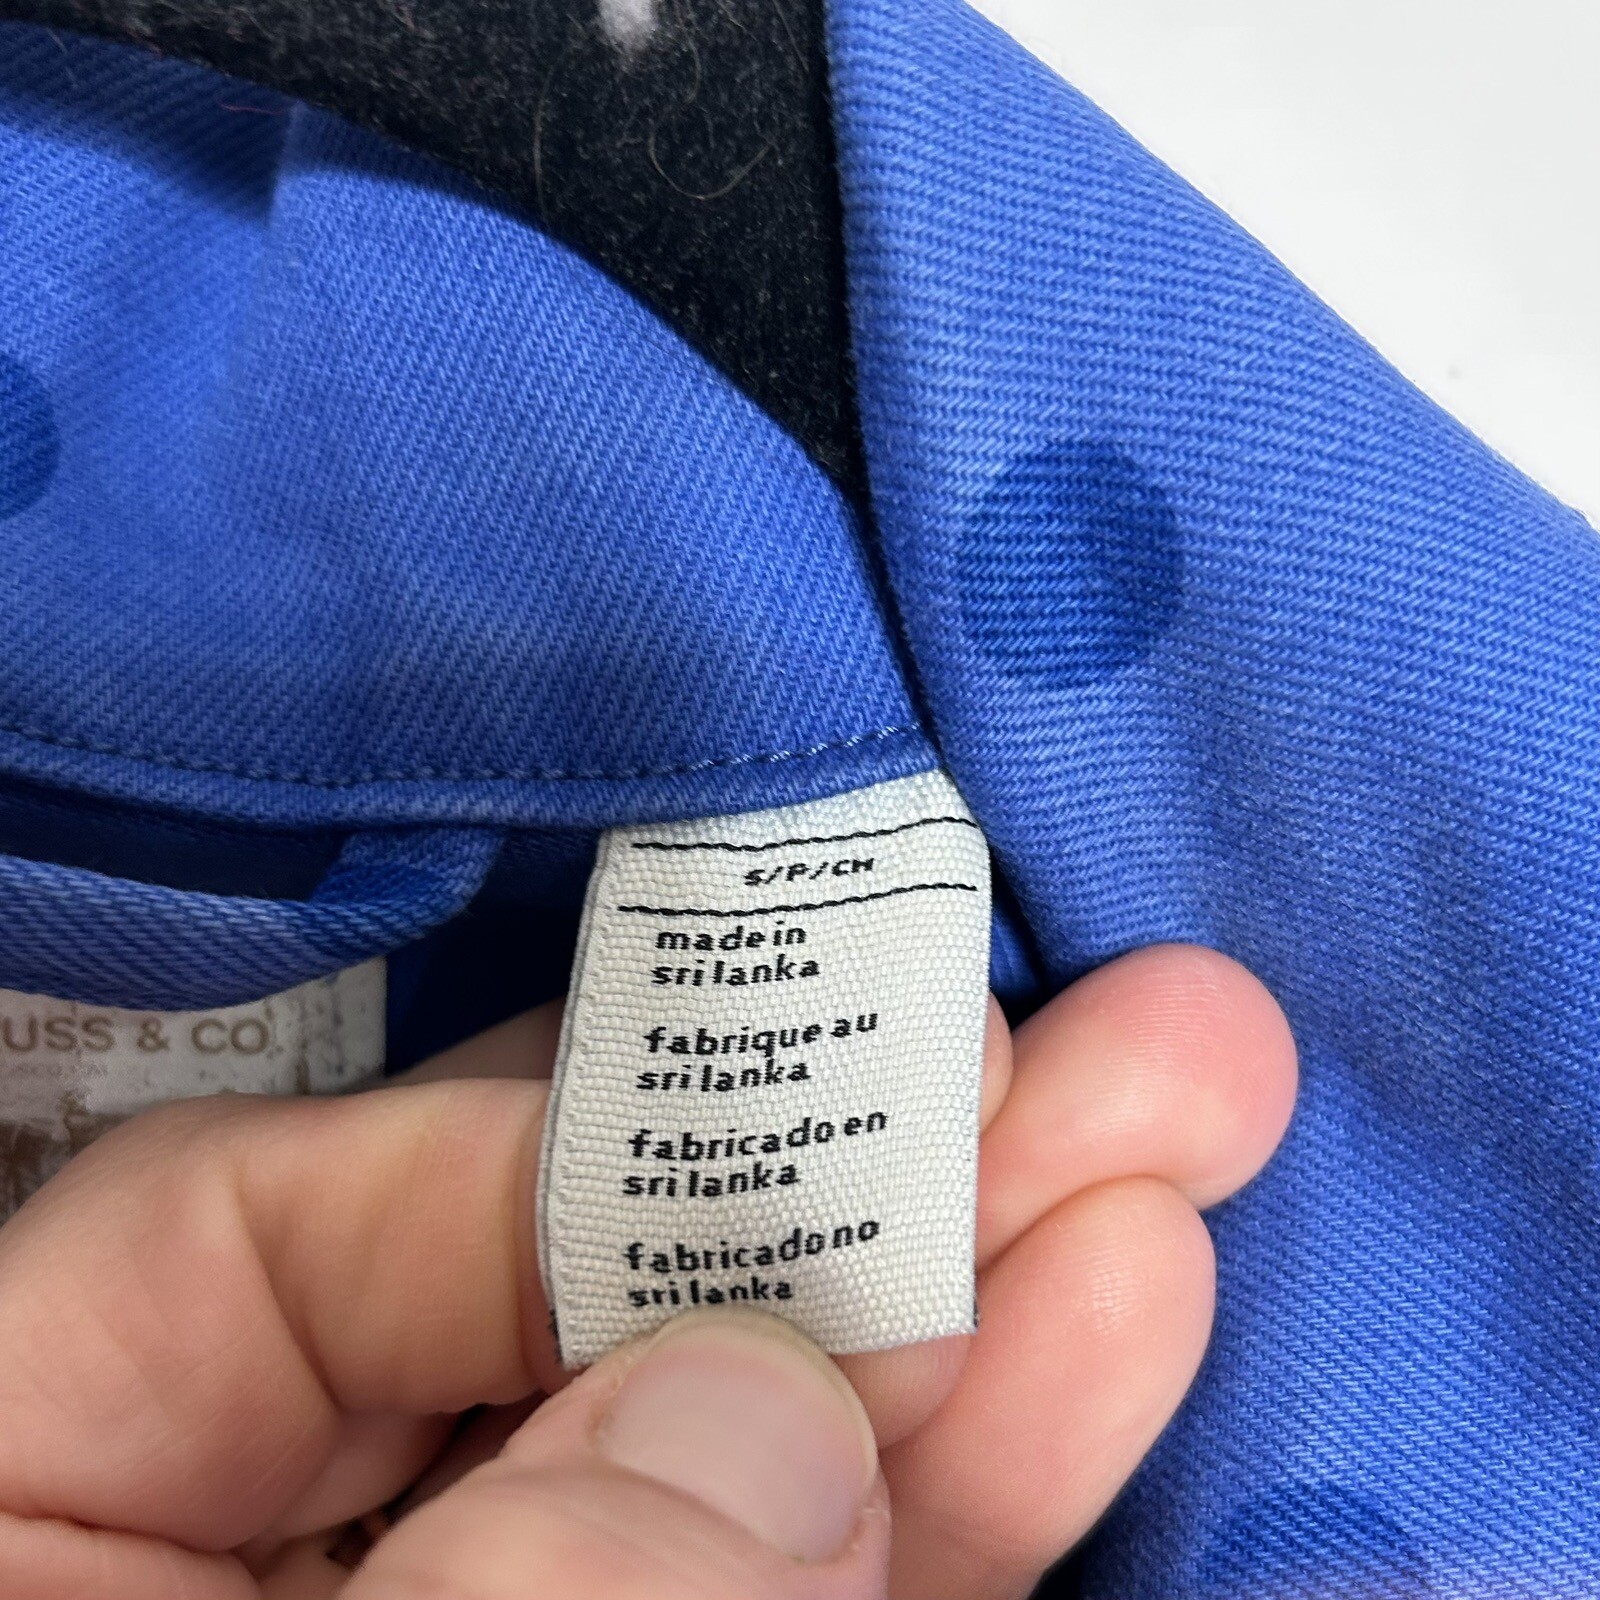 S/P/CH
made in
sri lanka
fabrique au
sri lanka
fabricado en
sri lanka
fabricado no
sri lanka
USS & CO.